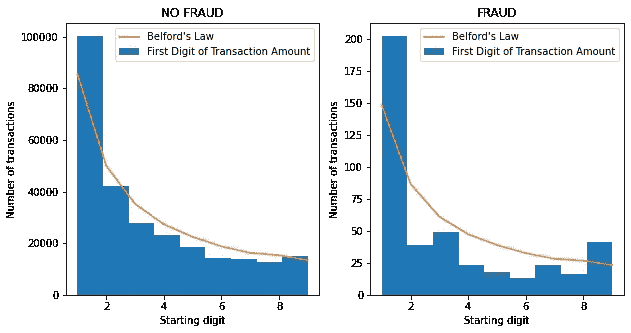 NO FRAUD
Number of transactions
100000
80000
60000
40000
20000
0
Belford's Law
First Digit of Transaction Amount
2
4
6
8
Starting digit
FRAUD
Number of transactions
200
175
150
125
100
75
50
25
0
Belford's Law
First Digit of Transaction Amount
2
4
6
8
Starting digit